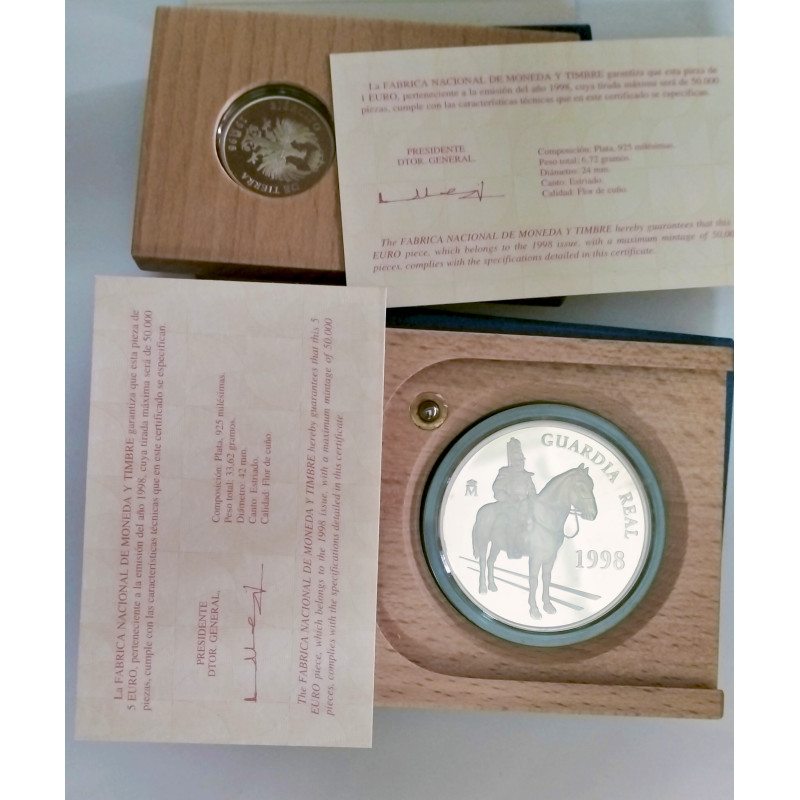 EJERCITO
DE TIERRA
1998
La FABRICA NACIONAL DE MONEDA Y TIMBRE garantiza que esta pieza de
1 EURO, perteneciente a la emisión del año 1998, cuya tirada máxima será de 50.000
piezas, cumple con las características técnicas que en este certificado se especifican.
PRESIDENTE
DTOR. GENERAL,
Composición: Plata, 925 milésimas.
Peso total: 6.72 gramos.
Diámetro: 24 mm.
Canto: Estriado.
Calidad: Flor de cuño.
The FABRICA NACIONAL DE MONEDA Y TIMBRE hereby guarantees that this
EURO piece, which belongs to the 1998 issue, with a maximum mintage of 50.00
pieces, complies with the specifications detailed in this certificate.
La FABRICA NACIONAL DE MONEDA Y TIMBRE garantiza que esta pieza de
5 EURO, perteneciente a la emisión del año 1998, cuya tirada máxima será de 50.000
piezas, cumple con las características técnicas que en este certificado se especifican.
PRESIDENTE
DTOR. GENERAL,
Composición: Plata, 925 milésimas.
Peso total: 33.62 gramos.
Diámetro: 42 mm.
Canto: Estriado.
Calidad: Flor de cuño.
The FABRICA NACIONAL DE MONEDA Y TIMBRE hereby guarantees that this 5
EURO piece, which belongs to the 1998 issue, with a maximum mintage of 50.000
pieces, complies with the specifications detailed in this certificate.
GUARDIA REAL
M
1998